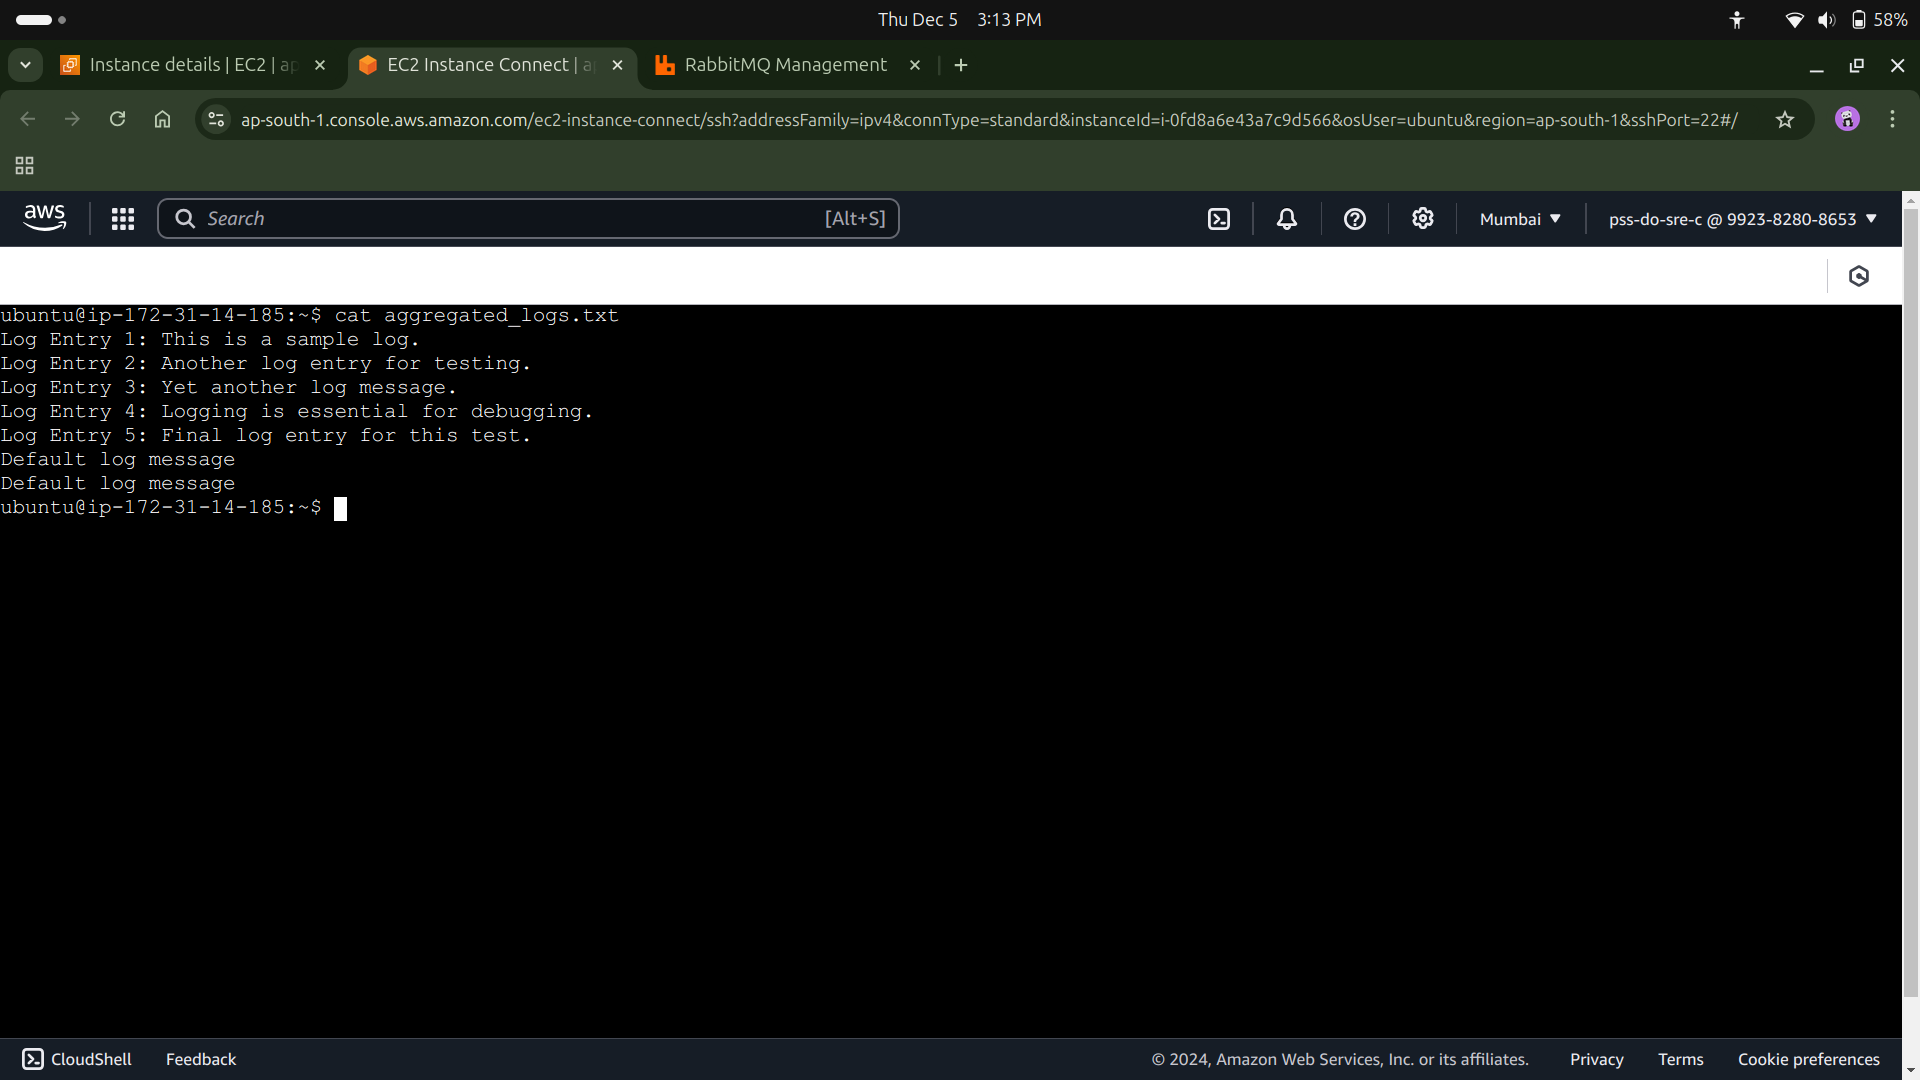 Thu Dec 5 3:13 PM
58%
Instance details | EC2 | ap
EC2 Instance Connect | a
RabbitMQ Management
ap-south-1.console.aws.amazon.com/ec2-instance-connect/ssh?addressFamily=ipv4&connType=standard&instanceId=i-0fd8a6e43a7c9d566&osUser=ubuntu&region=ap-south-1&sshPort=22#/
aws
Search
[Alt+S]
Mumbai
pss-do-sre-c @ 9923-8280-8653
ubuntu@ip-172-31-14-185:~$ cat aggregated_logs.txt
Log Entry 1: This is a sample log.
Log Entry 2: Another log entry for testing.
Log Entry 3: Yet another log message.
Log Entry 4: Logging is essential for debugging.
Log Entry 5: Final log entry for this test.
Default log message
Default log message
ubuntu@ip-172-31-14-185:~$
CloudShell
Feedback
© 2024, Amazon Web Services, Inc. or its affiliates.
Privacy
Terms
Cookie preferences